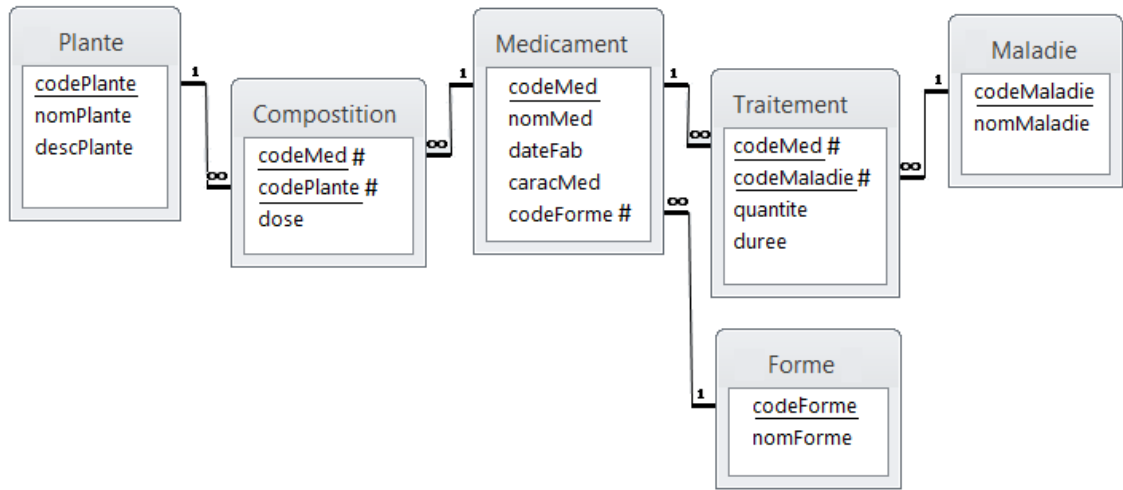 Plante
codePlante
nomPlante
descPlante
1
∞
Compostition
codeMed #
codePlante #
dose
1
∞
Medicament
codeMed
nomMed
dateFab
caracMed
codeForme #
1
∞
∞
1
Traitement
codeMed #
codeMaladie #
quantite
duree
1
∞
Maladie
codeMaladie
nomMaladie
Forme
codeForme
nomForme